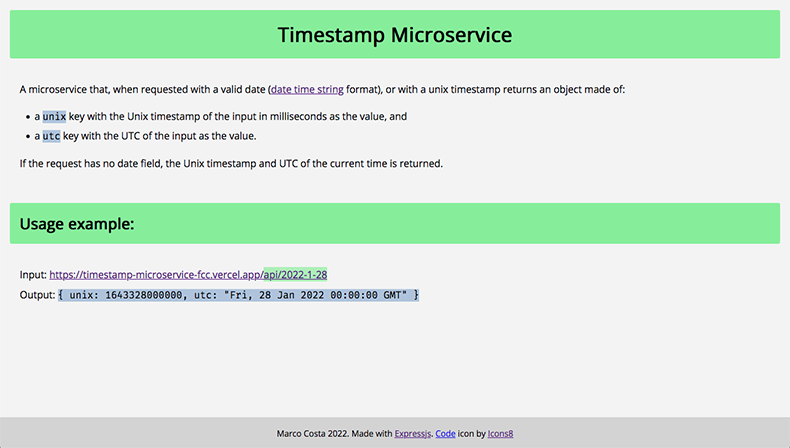 Timestamp Microservice
A microservice that, when requested with a valid date (date time string format), or with a unix timestamp returns an object made of:
• a unix key with the Unix timestamp of the input in milliseconds as the value, and
• a utc key with the UTC of the input as the value.
If the request has no date field, the Unix timestamp and UTC of the current time is returned.
Usage example:
Input: https://timestamp-microservice-fcc.vercel.app/api/2022-1-28
Output: { unix: 1643328000000, utc: "Fri, 28 Jan 2022 00:00:00 GMT" }
Marco Costa 2022. Made with Expressjs. Code icon by Icons8